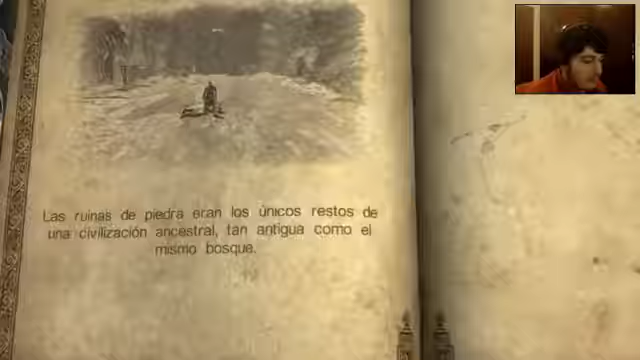 Las ruinas de piedra eran los únicos restos de
una civilización ancestral, tan antigua como el
mismo bosque.